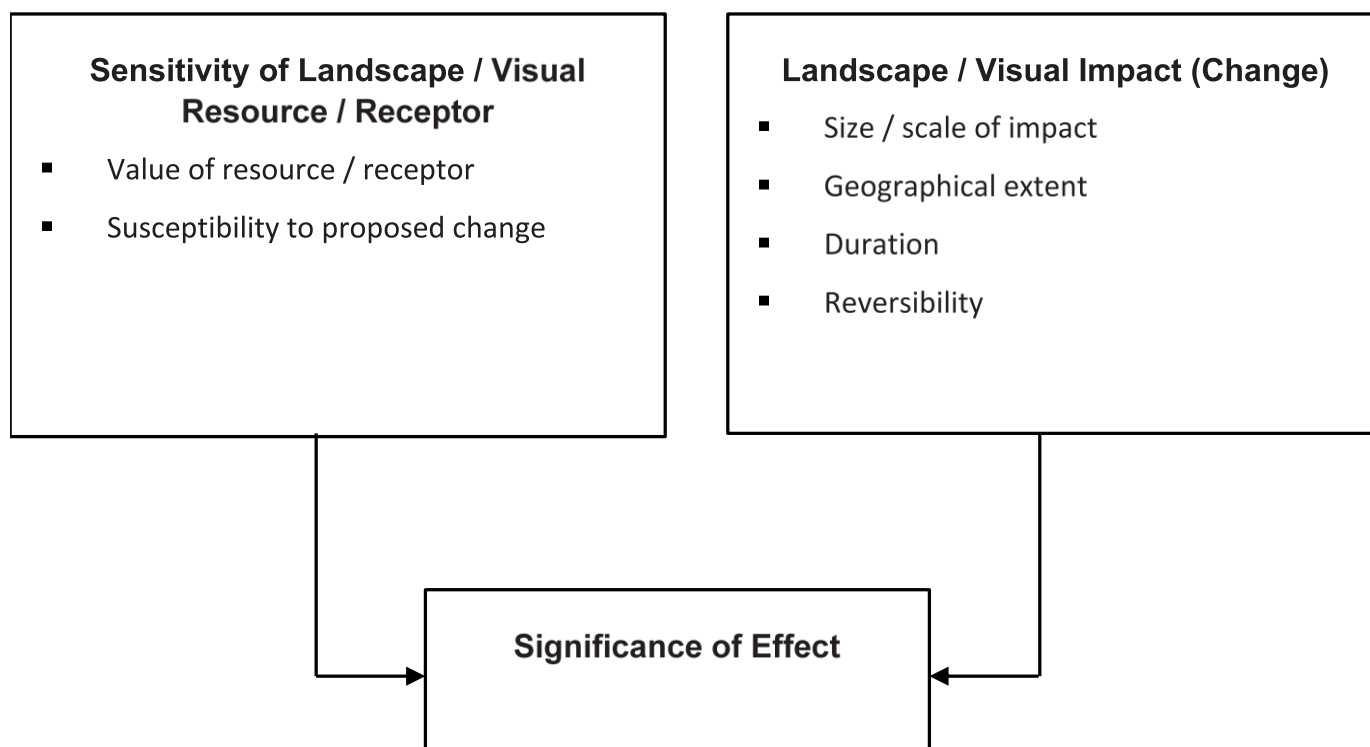 Sensitivity of Landscape / Visual
Resource / Receptor
▪ Value of resource / receptor
▪ Susceptibility to proposed change
Landscape / Visual Impact (Change)
▪ Size / scale of impact
▪ Geographical extent
▪ Duration
▪ Reversibility
Significance of Effect